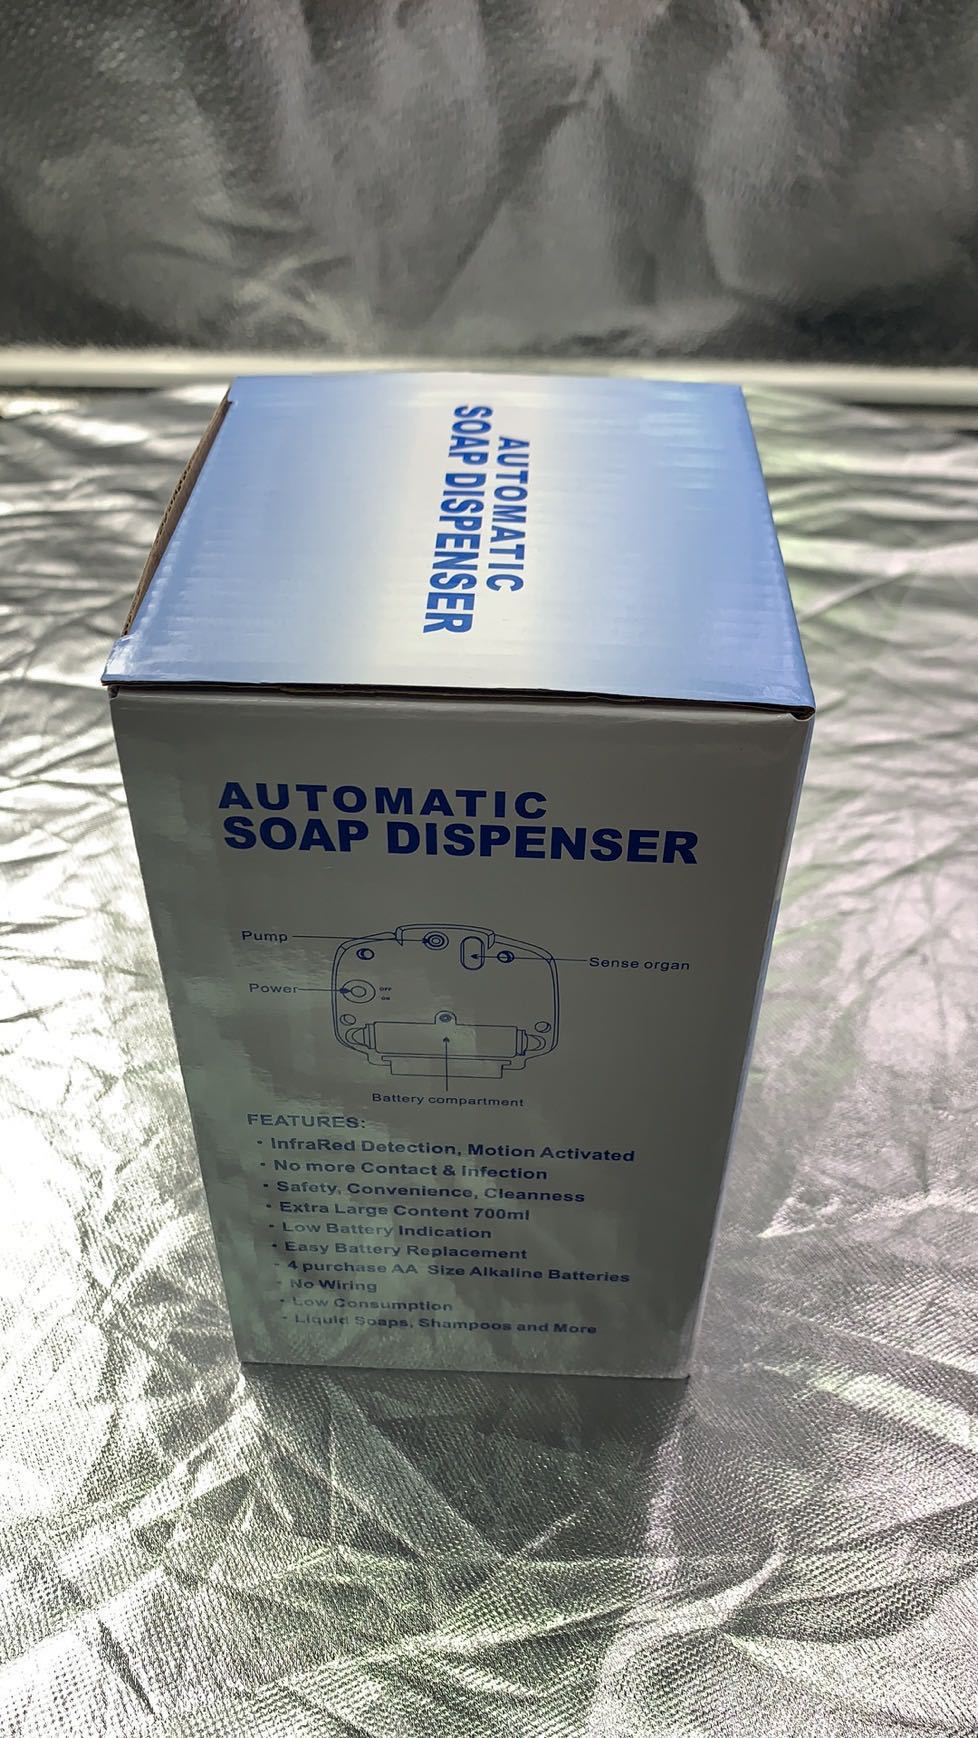 AUTOMATIC
SOAP DISPENSER
AUTOMATIC
SOAP DISPENSER
Pump
Sense organ
Power
OFF
ON
Battery compartment
FEATURES:
• InfraRed Detection, Motion Activated
• No more Contact & Infection
• Safety, Convenience, Cleanness
• Extra Large Content 700ml
• Low Battery Indication
• Easy Battery Replacement
• 4 purchase AA Size Alkaline Batteries
• No Wiring
• Low Consumption
• Liquid Soaps, Shampoos and More